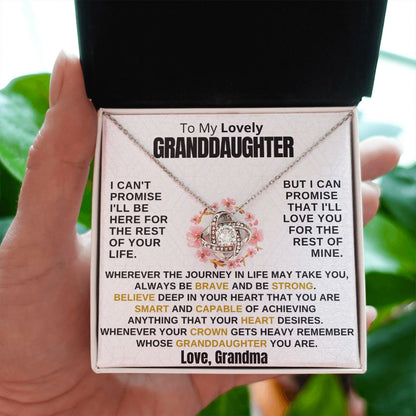 To My Lovely
GRANDDAUGHTER
I CAN'T
PROMISE
I'LL BE
HERE FOR
THE REST
OF YOUR
LIFE.
BUT I CAN
PROMISE
THAT I'LL
LOVE YOU
FOR THE
REST OF
MINE.
WHEREVER THE JOURNEY IN LIFE MAY TAKE YOU,
ALWAYS BE BRAVE AND BE STRONG.
BELIEVE DEEP IN YOUR HEART THAT YOU ARE
SMART AND CAPABLE OF ACHIEVING
ANYTHING THAT YOUR HEART DESIRES.
WHENEVER YOUR CROWN GETS HEAVY REMEMBER
WHOSE GRANDDAUGHTER YOU ARE.
Love, Grandma